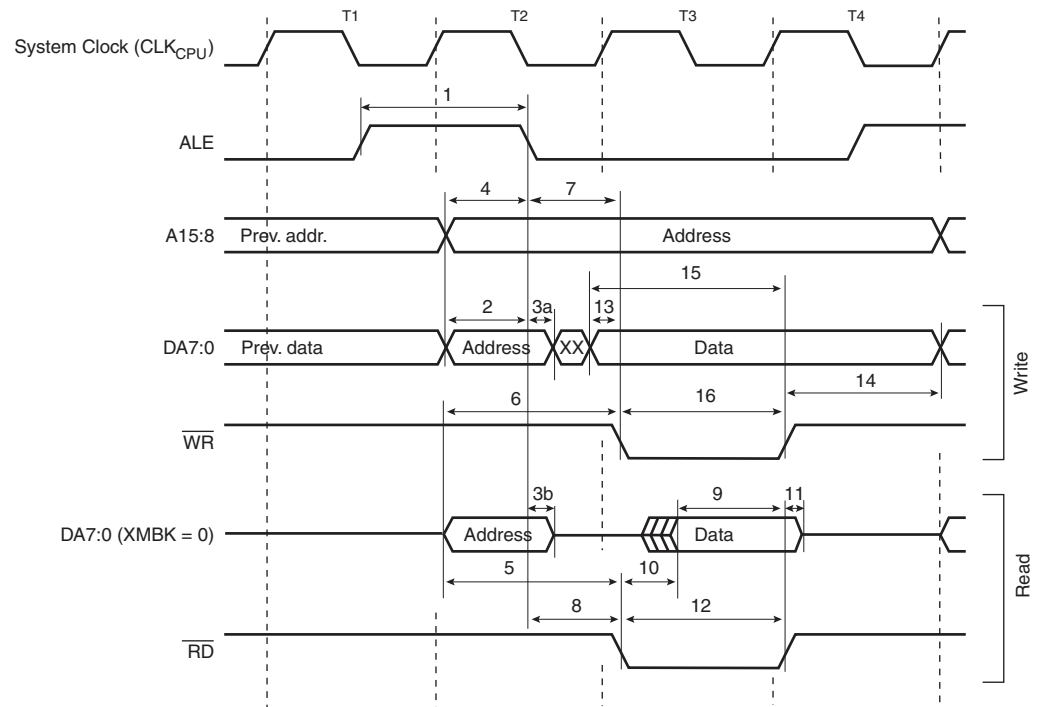 T1 T2 T3 T4
System Clock (CLKCPU)
1
ALE
4 7
A15:8 Prev. addr. Address
15
2 3a 13
DA7:0 Prev. data Address XX Data
14
6 16
WR
Write
3b 9 11
DA7:0 (XMBK = 0) Address Data
5 10
8 12
RD
Read